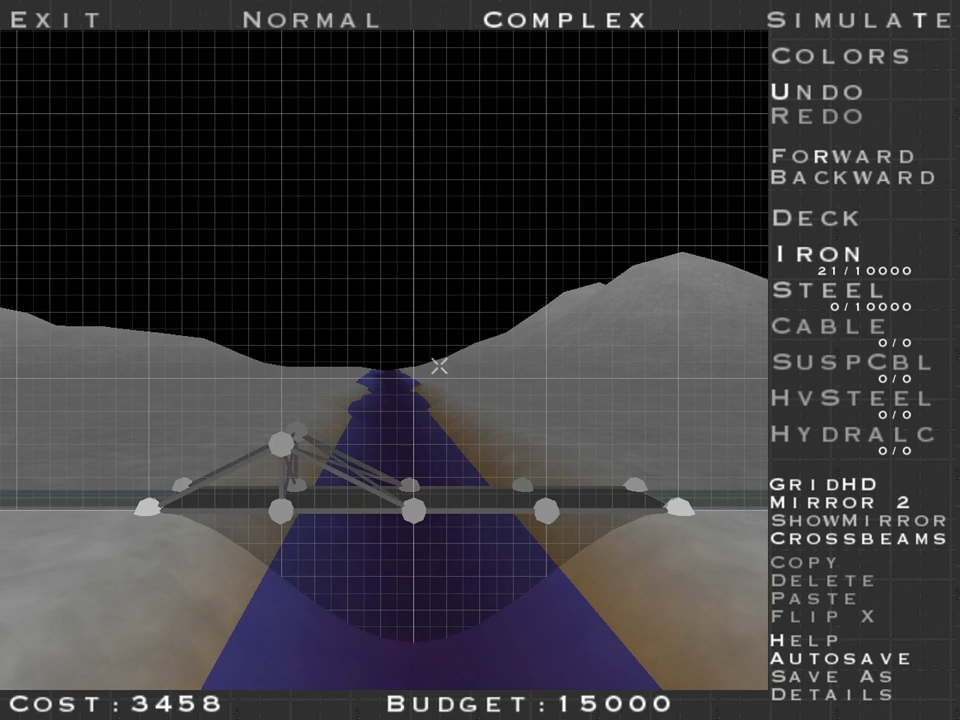 EXIT NORMAL COMPLEX SIMULATE
COLORS
UNDO
REDO
FORWARD
BACKWARD
DECK
IRON
21/10000
STEEL
0/10000
CABLE
0/0
SUSPCBL
0/0
HVSTEEL
0/0
HYDRALC
0/0
GRIDHD
MIRROR 2
SHOWMIRROR
CROSSBEAMS
COPY
DELETE
PASTE
FLIP X
HELP
AUTOSAVE
SAVE AS
DETAILS
COST:3458 BUDGET:15000